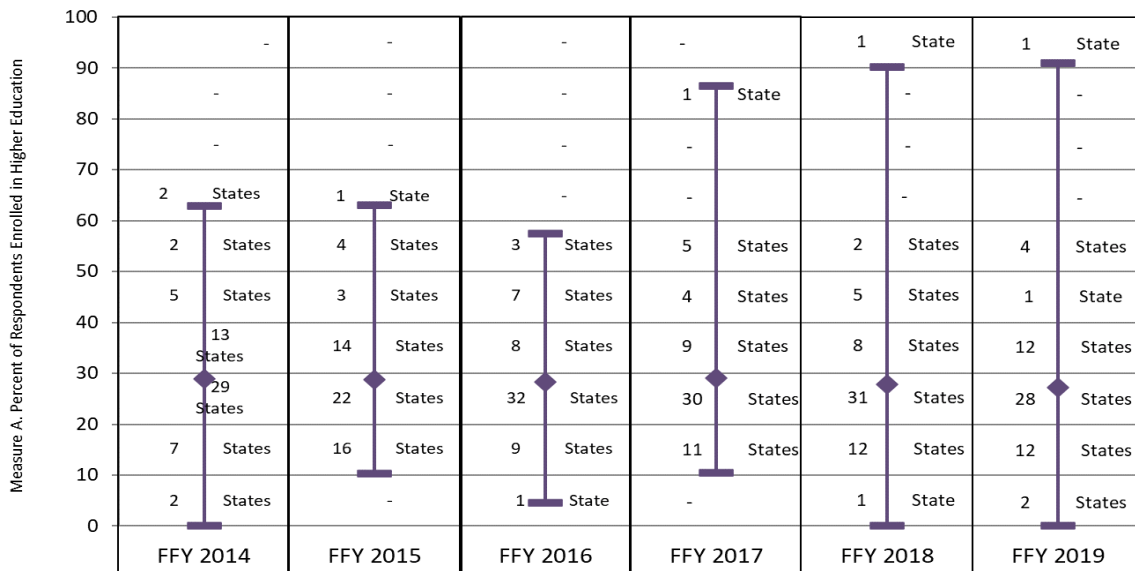 Measure A. Percent of Respondents Enrolled in Higher Education
100
90
80
70
60
50
40
30
20
10
0
- - - - 1 State 1 State
- - - 1 State - -
- - - - - -
2 States 1 State - - - -
2 States 4 States 3 States 5 States 2 States 4 States
5 States 3 States 7 States 4 States 5 States 1 State
13 States 14 States 8 States 9 States 8 States 12 States
29 States 22 States 32 States 30 States 31 States 28 States
7 States 16 States 9 States 11 States 12 States 12 States
2 States - 1 State - 1 State 2 States
FFY 2014 FFY 2015 FFY 2016 FFY 2017 FFY 2018 FFY 2019